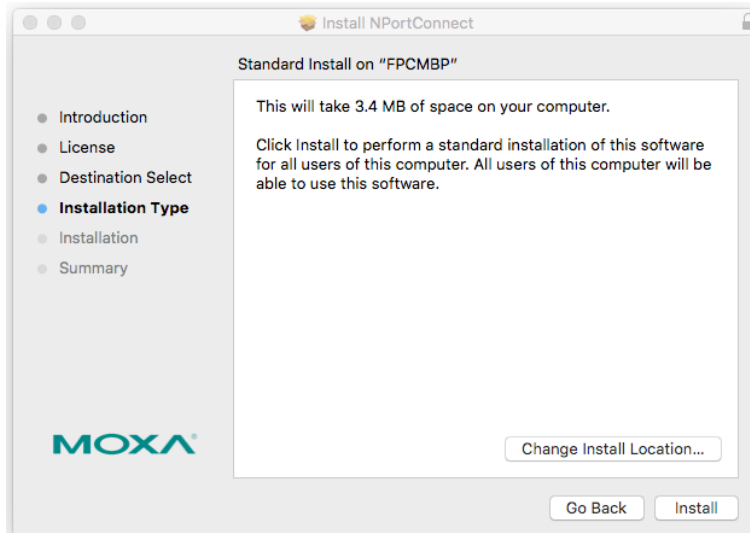 Install NPortConnect
Standard Install on "FPCMBP"
Introduction
License
Destination Select
Installation Type
Installation
Summary
This will take 3.4 MB of space on your computer.
Click Install to perform a standard installation of this software
for all users of this computer. All users of this computer will be
able to use this software.
MOXA®
Change Install Location...
Go Back
Install